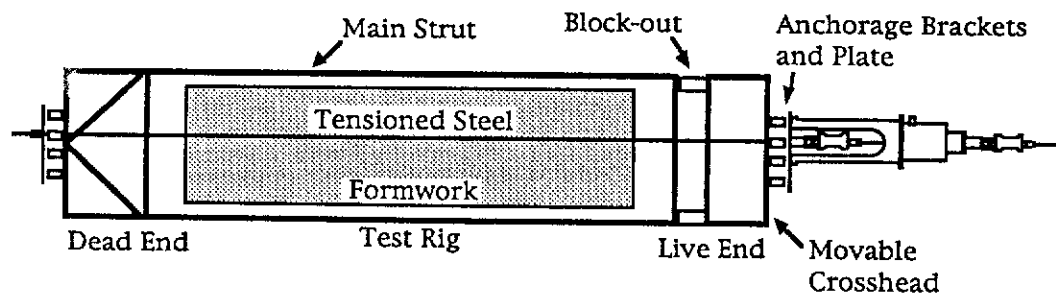 Main Strut
Block-out
Anchorage Brackets
and Plate
Tensioned Steel
Formwork
Dead End
Test Rig
Live End
Movable
Crosshead